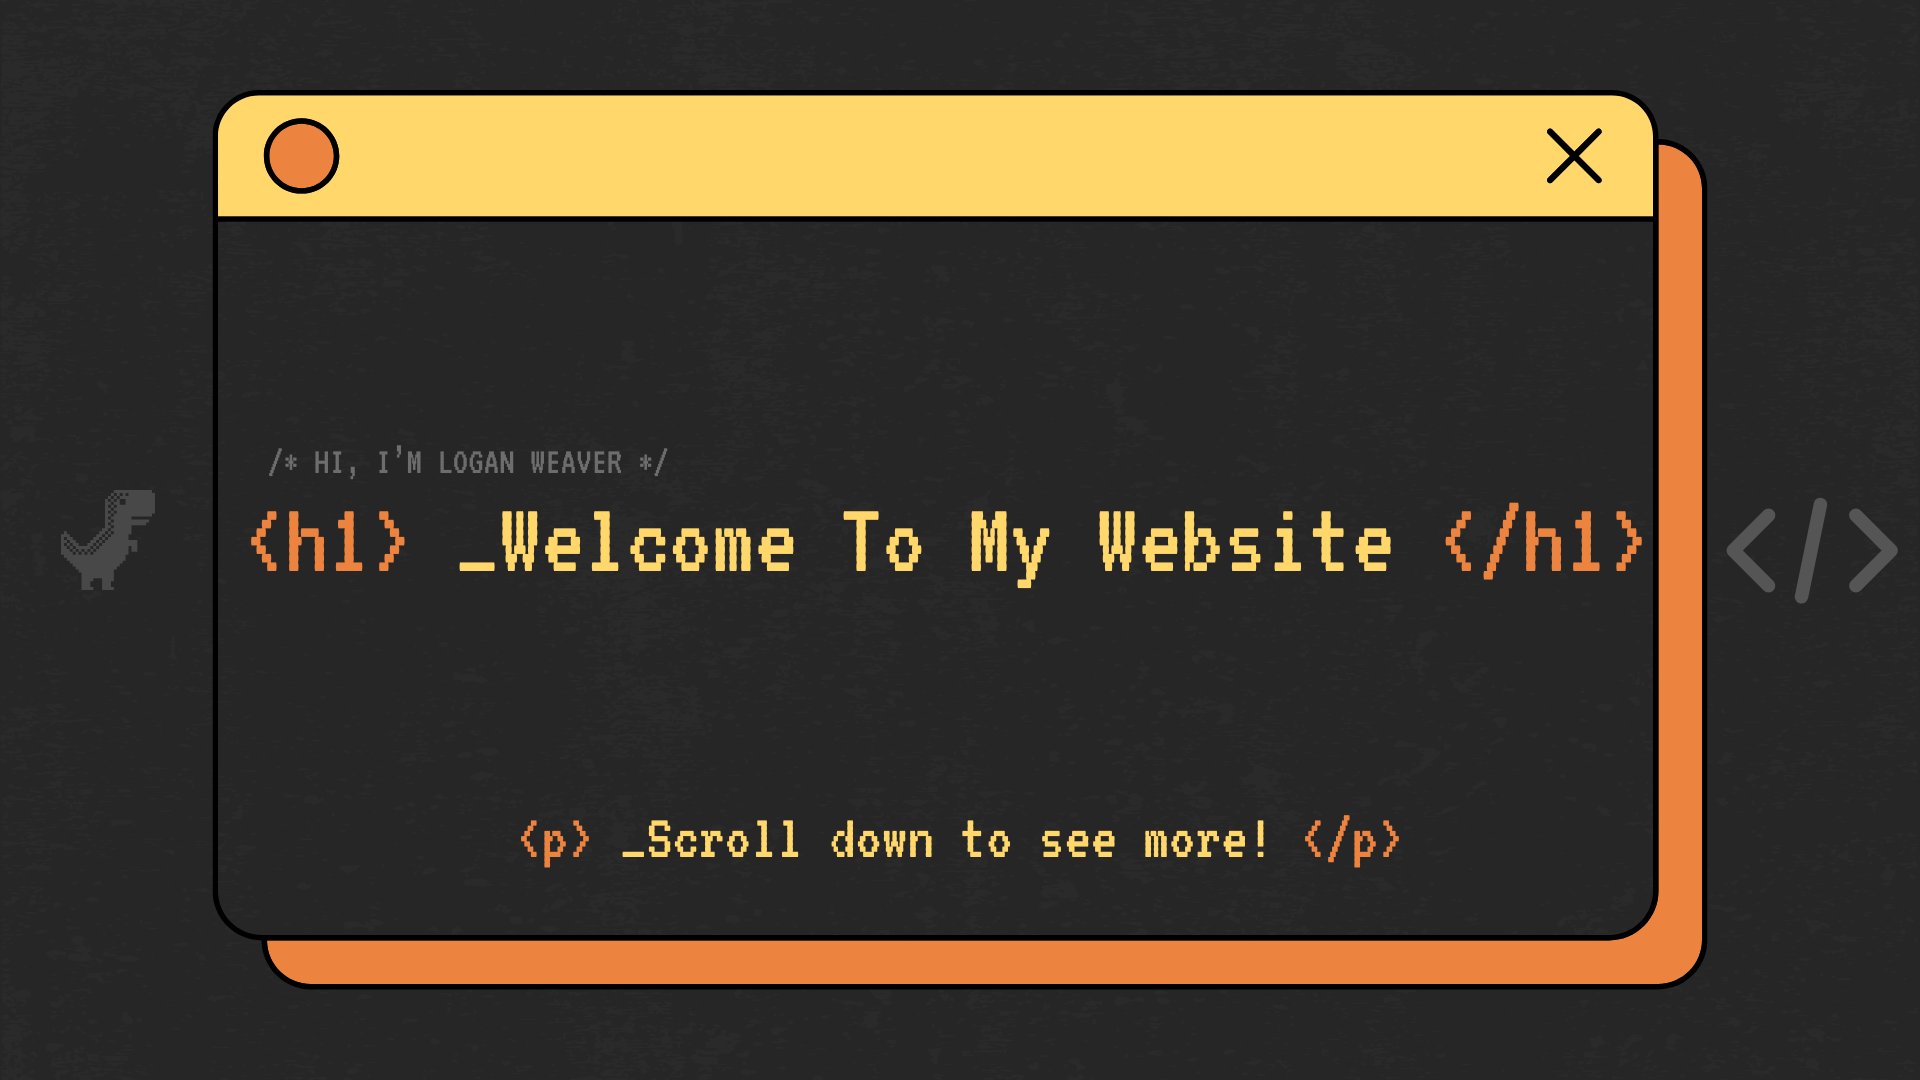 /* HI, I'M LOGAN WEAVER */
<h1> _Welcome To My Website </h1>
</>
<p> _Scroll down to see more! </p>